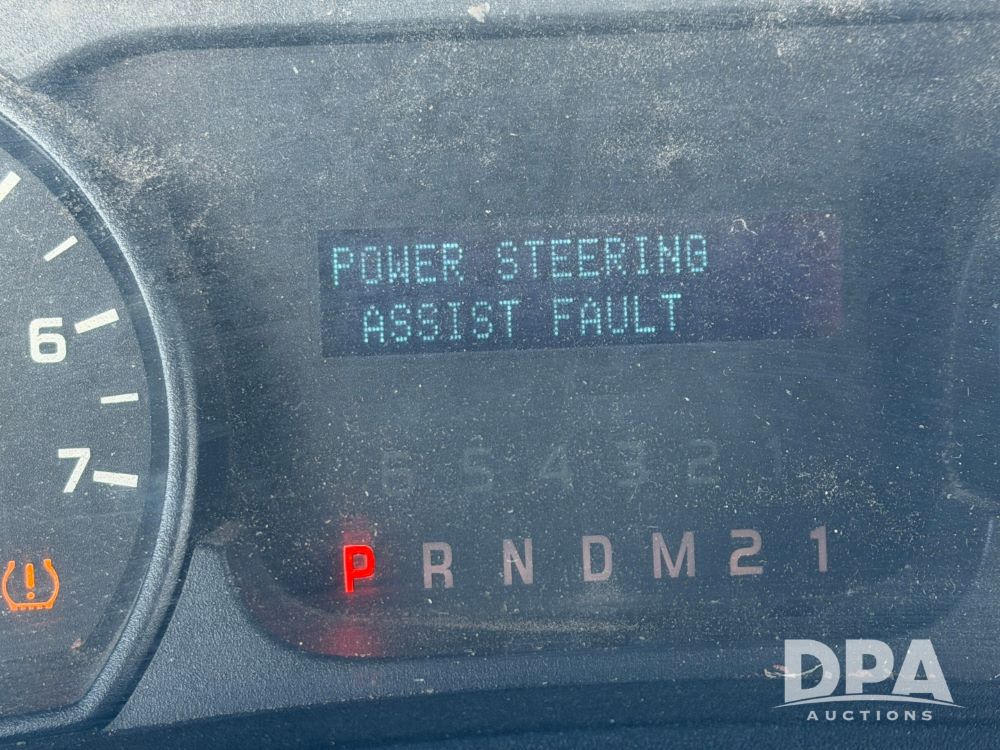 POWER STEERING
ASSIST FAULT
6
7
6 5 4 3 2 1
P R N D M 2 1
DPA
AUCTIONS